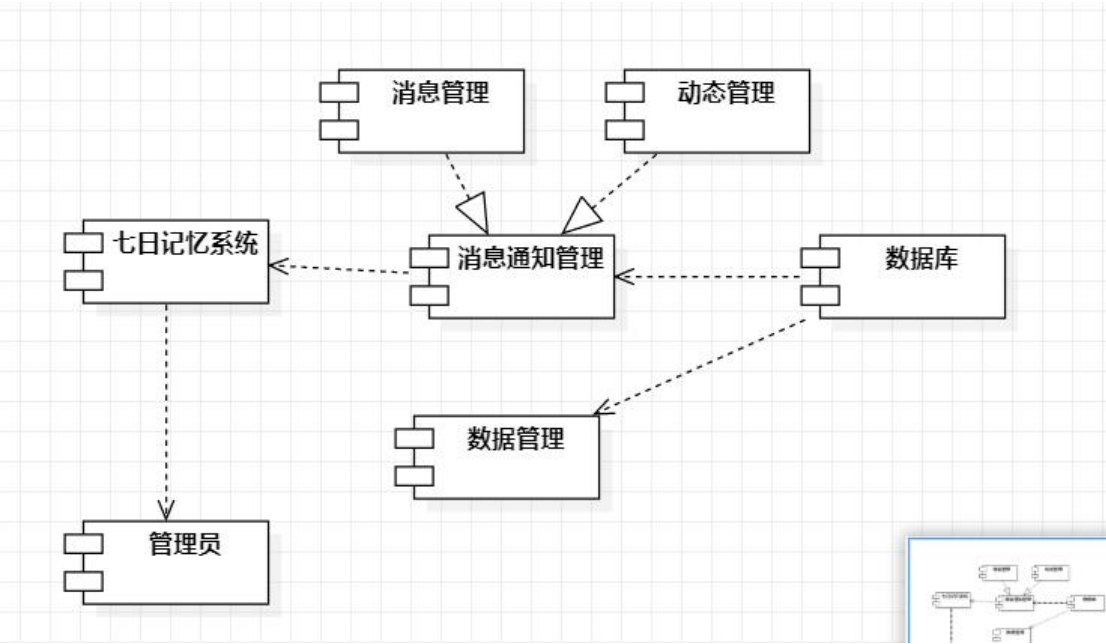 消息管理
动态管理
七日记忆系统
消息通知管理
数据库
数据管理
管理员